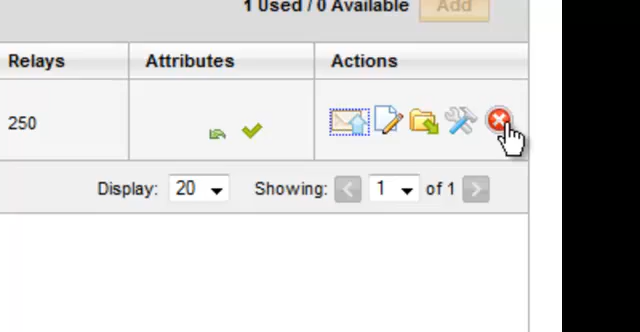 1 Used / 0 Available Add
Relays Attributes Actions
250
Display: 20 Showing: 1 of 1